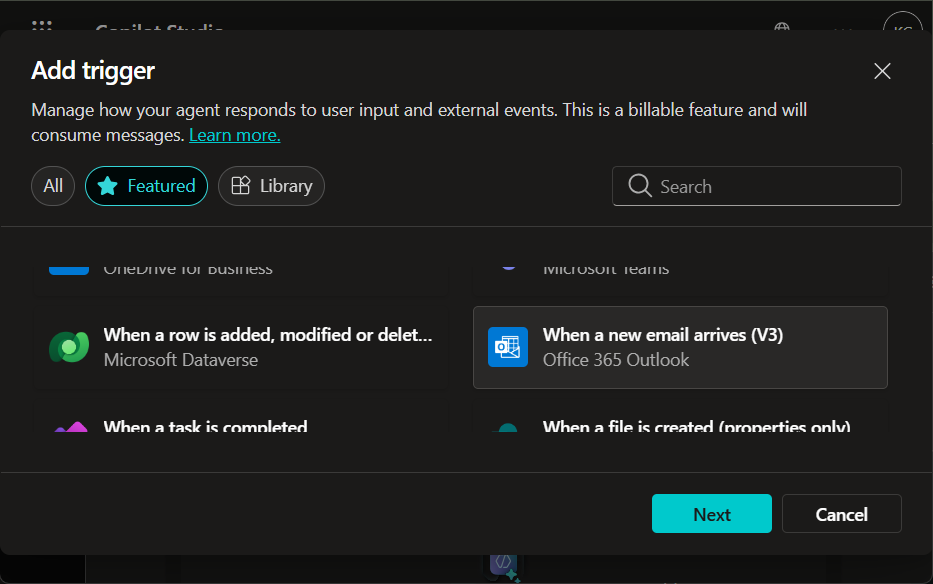 Copilot Studio
KC
Add trigger
Manage how your agent responds to user input and external events. This is a billable feature and will
consume messages. Learn more.
All
Featured
Library
Search
OneDrive for Business
Microsoft Teams
When a row is added, modified or delet...
Microsoft Dataverse
When a new email arrives (V3)
Office 365 Outlook
When a task is completed
When a file is created (properties only)
Next
Cancel